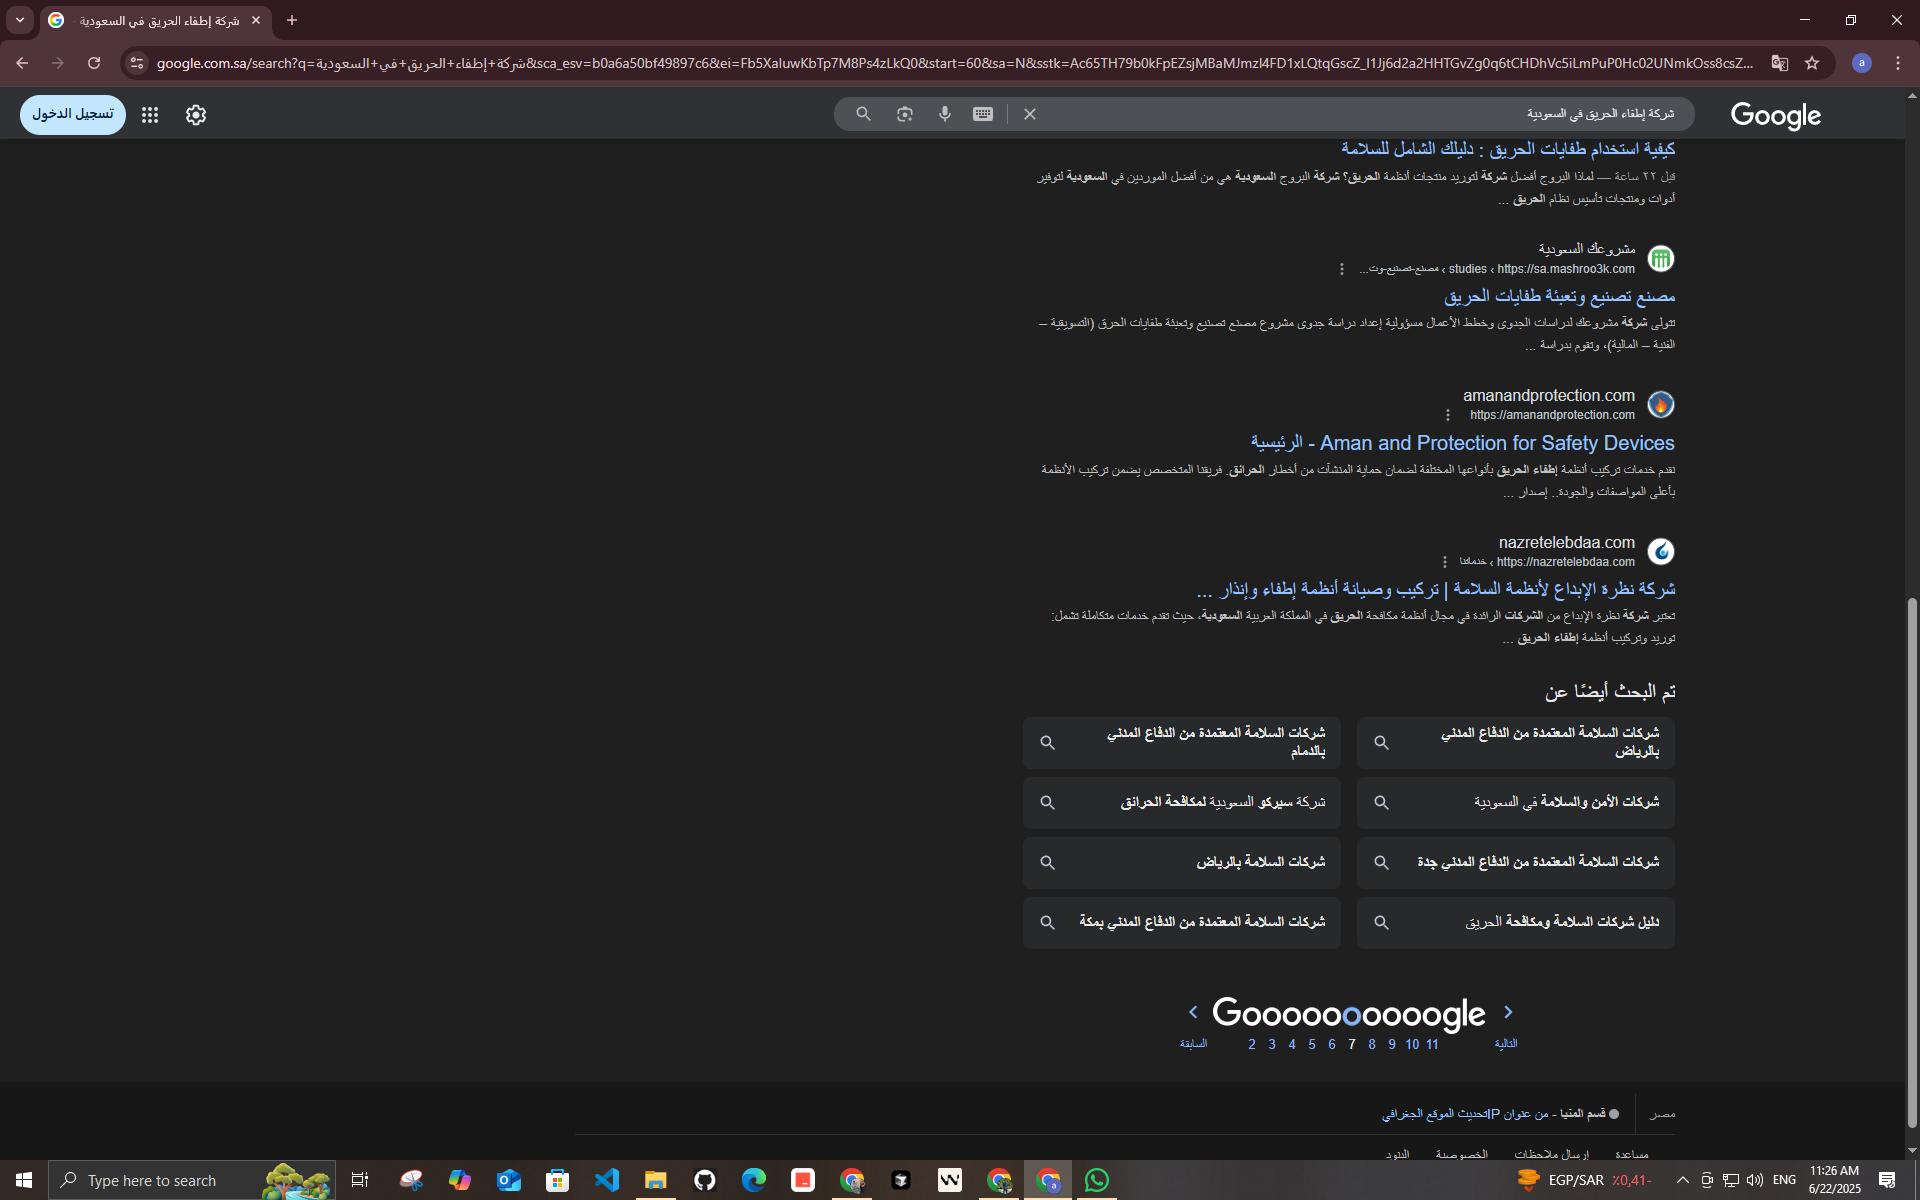 شركة إطفاء الحريق في السعودية
google.com.sa/search?q=شركة+إطفاء+الحريق+في+السعودية&sca_esv=b0a6a50bf49897c6&ei=
تسجيل الدخول
شركة إطفاء الحريق في السعودية
Google
كيفية استخدام طفايات الحريق : دليلك الشامل للسلامة
قبل ٢٢ ساعة — لماذا البروج أفضل شركة لتوريد منتجات أنظمة الحريق؟ شركة البروج السعودية هي من أفضل الموردين في السعودية لتوفير
أدوات ومنتجات تأسيس نظام الحريق ...
مشروعك السعودية
https://sa.mashroo3k.com › studies › مصنع-تصنيع-وت...
مصنع تصنيع وتعبئة طفايات الحريق
تتولى شركة مشروعك لدراسات الجدوى وخطط الأعمال مسؤولية إعداد دراسة جدوى مشروع مصنع تصنيع وتعبئة طفايات الحرق (التسويقية –
الفنية – المالية)، وتقوم بدراسة ...
amanandprotection.com
https://amanandprotection.com
Aman and Protection for Safety Devices - الرئيسية
نقدم خدمات تركيب أنظمة إطفاء الحريق بأنواعها المختلفة لضمان حماية المنشآت من أخطار الحرائق. فريقنا المتخصص يضمن تركيب الأنظمة
بأعلى المواصفات والجودة.. إصدار ...
nazretelebdaa.com
https://nazretelebdaa.com › خدماتنا
شركة نظرة الإبداع لأنظمة السلامة | تركيب وصيانة أنظمة إطفاء وإنذار ...
تعتبر شركة نظرة الإبداع من الشركات الرائدة في مجال أنظمة مكافحة الحريق في المملكة العربية السعودية، حيث تقدم خدمات متكاملة تشمل:
توريد وتركيب أنظمة إطفاء الحريق ...
تم البحث أيضًا عن
شركات السلامة المعتمدة من الدفاع المدني
بالرياض
شركات السلامة المعتمدة من الدفاع المدني
بالدمام
شركات الأمن والسلامة في السعودية
شركة سيركو السعودية لمكافحة الحرائق
شركات السلامة المعتمدة من الدفاع المدني جدة
شركات السلامة بالرياض
دليل شركات السلامة ومكافحة الحريق
شركات السلامة المعتمدة من الدفاع المدني بمكة
Goooooooooogle
السابقة 2 3 4 5 6 7 8 9 10 11 التالية
مصر
قسم المنيا - من عنوان IP
تحديث الموقع الجغرافي
مساعدة إرسال ملاحظات الخصوصية البنود
Type here to search
EGP/SAR ٪0,41-
ENG
11:26 AM
6/22/2025